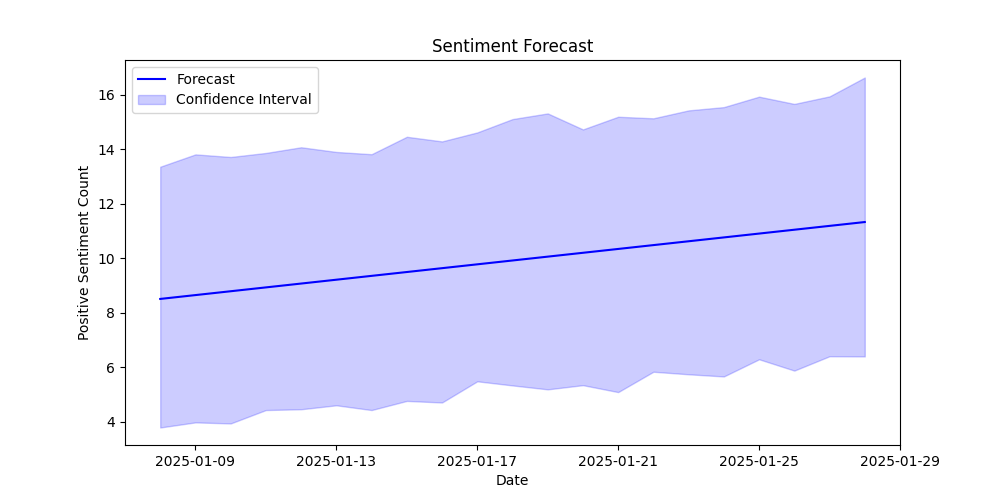 Sentiment Forecast
Forecast
Confidence Interval
Positive Sentiment Count
16
14
12
10
8
6
4
2025-01-09
2025-01-13
2025-01-17
2025-01-21
2025-01-25
2025-01-29
Date